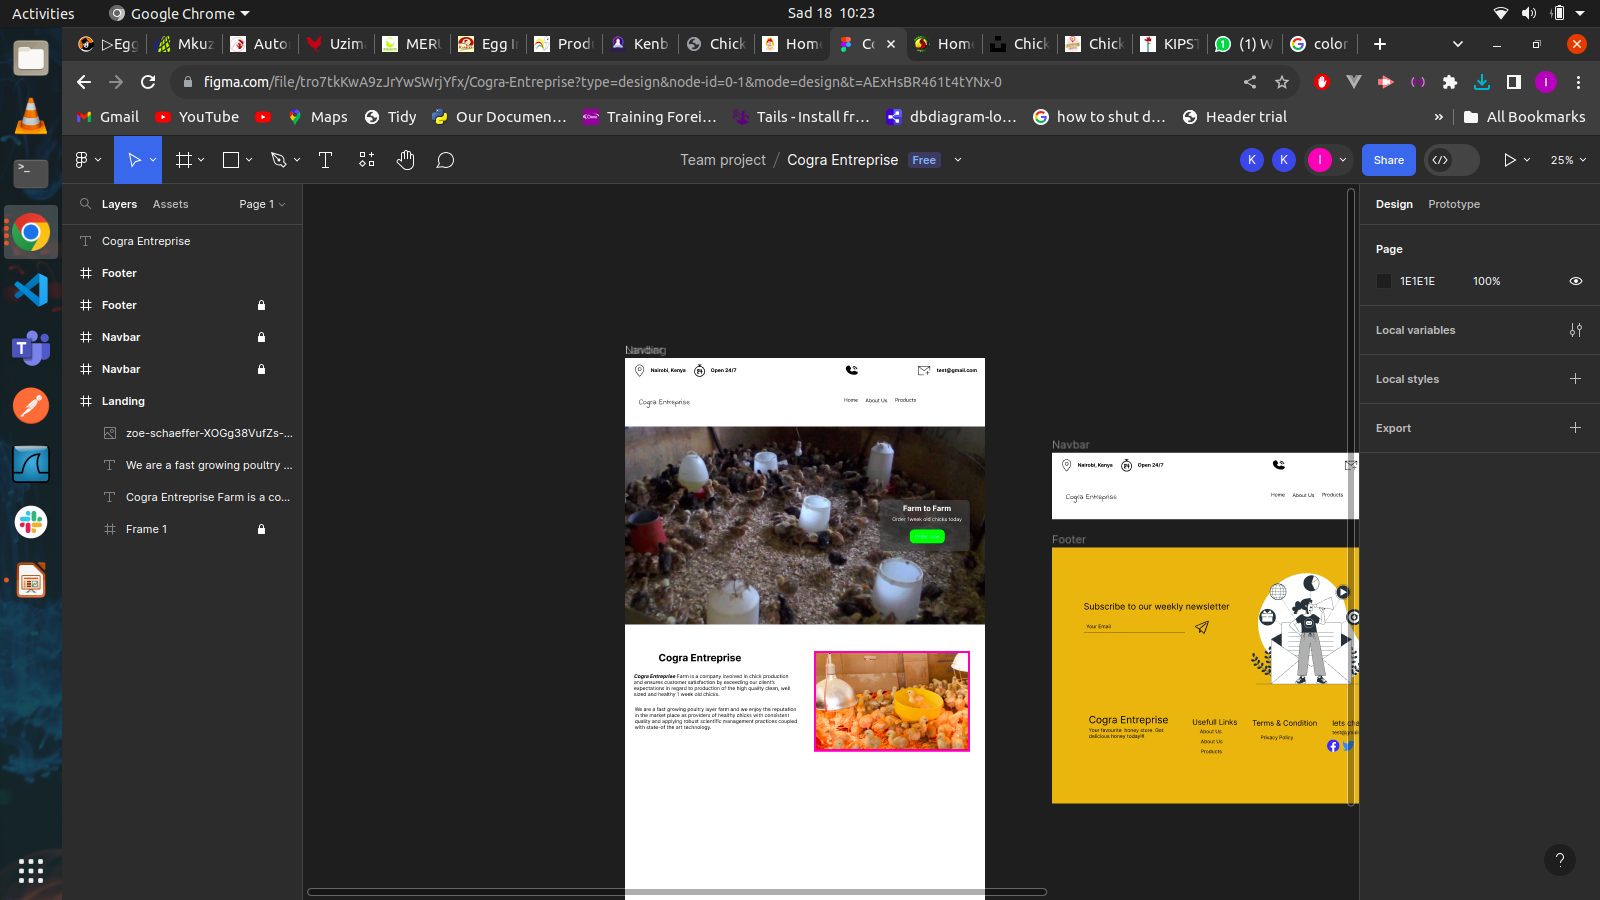 Activities
Google Chrome
Sad 18 10:23
▷Egg
Mkuz
Autor
Uzima
MERU
Egg I
Produ
Kenb
Chick
Home
Co
Home
Chick
Chick
KIPST
(1) W
color
figma.com/file/tro7tkKwA9zJrYwSWrjYfx/Cogra-Entreprise?type=design&node-id=0-1&mode=design&t=AExHsBR461t4tYNx-0
Gmail
YouTube
Maps
Tidy
Our Documen...
Training Forei...
Tails - Install fr...
dbdiagram-lo...
how to shut d...
Header trial
»
All Bookmarks
Team project / Cogra Entreprise Free
K
K
I
Share
25%
Layers
Assets
Page 1
Cogra Entreprise
Footer
Footer
Navbar
Navbar
Landing
zoe-schaeffer-XOGg38VufZs-...
We are a fast growing poultry ...
Cogra Entreprise Farm is a co...
Frame 1
Nairobi, Kenya
Open 24/7
test@gmail.com
Cogra Entreprise
Home
About Us
Products
Farm to Farm
Order 1week old chicks today
Cogra Entreprise
Cogra Entreprise Farm is a company involved in chick production
and ensures customer satisfaction by exceeding our client's
expectations in regard to production of the high quality clean, well
sized and healthy 1 week old chicks.
We are a fast growing poultry layer farm and we enjoy the reputation
in the market place as providers of healthy chicks with consistent
quality and applying robust scientific management practices coupled
with state-of the art technology.
Navbar
Nairobi, Kenya
Open 24/7
Cogra Entreprise
Home
About Us
Products
Footer
Subscribe to our weekly newsletter
Your Email
Cogra Entreprise
Your favourite honey store. Get
delicious honey today!!!
Usefull Links
About Us
About Us
Products
Terms & Condition
Privacy Policy
lets cha
test@gmail
Design
Prototype
Page
1E1E1E
100%
Local variables
Local styles
Export
?